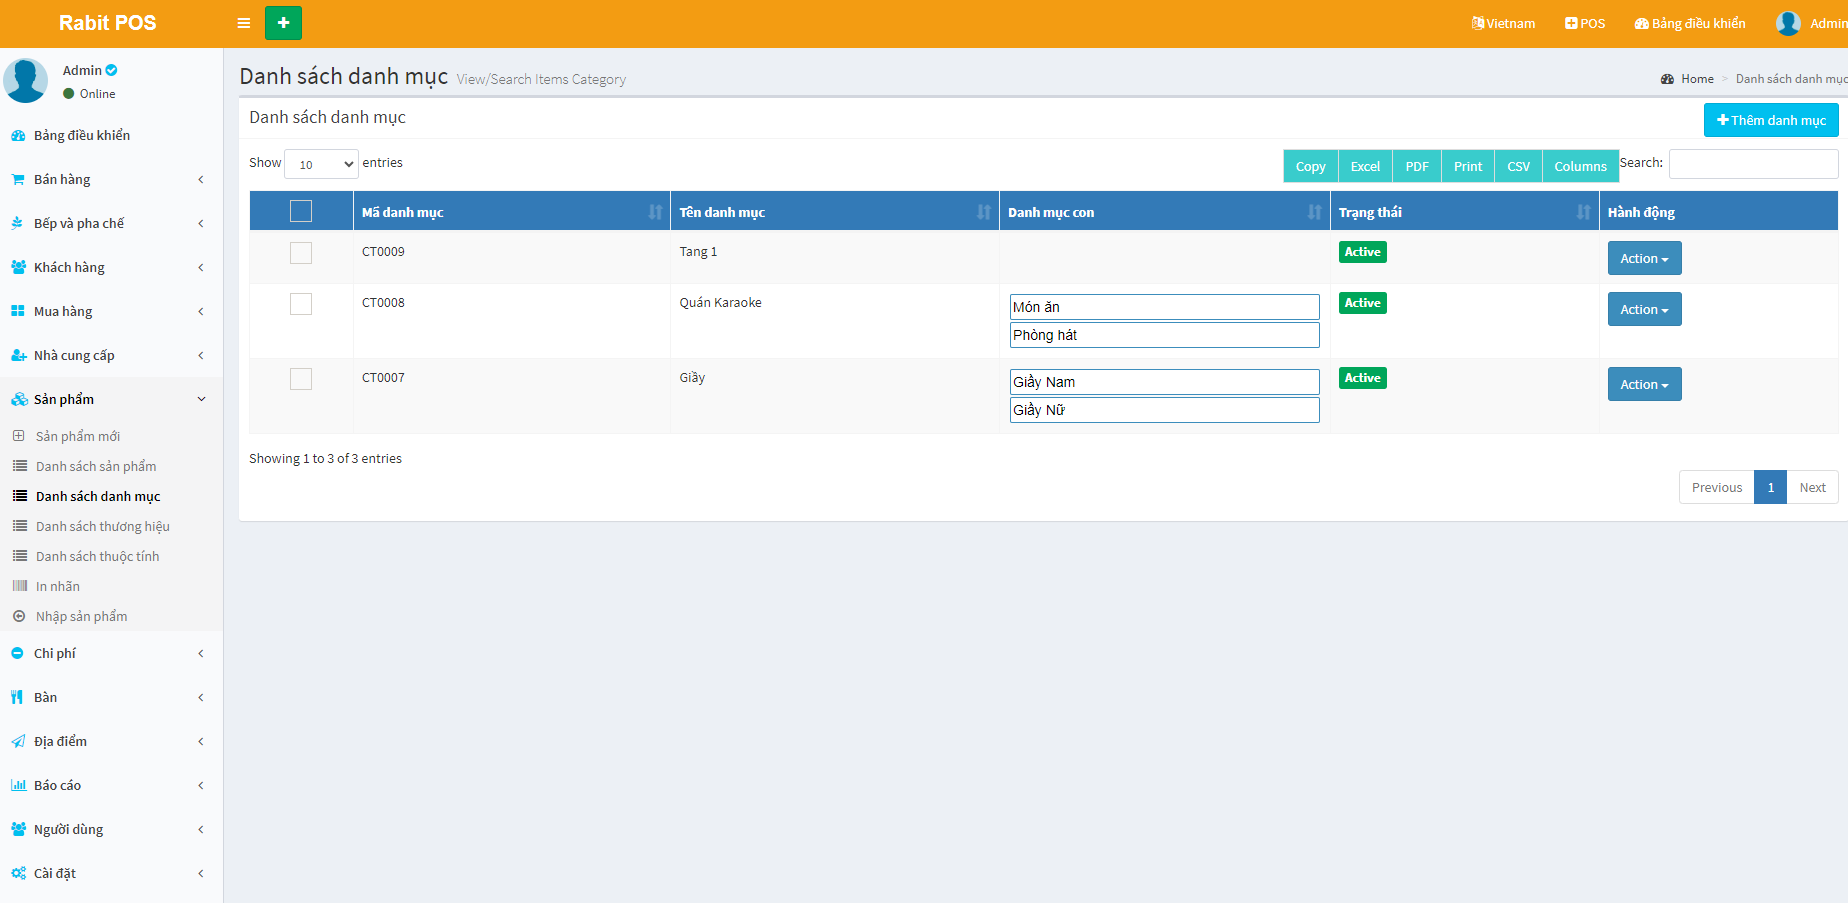 Rabit POS
Vietnam POS Bảng điều khiển Admin
Admin
Online
Danh sách danh mục View/Search Items Category
Home > Danh sách danh mục
Bảng điều khiển
Bán hàng
Bếp và pha chế
Khách hàng
Mua hàng
Nhà cung cấp
Sản phẩm
Sản phẩm mới
Danh sách sản phẩm
Danh sách danh mục
Danh sách thương hiệu
Danh sách thuộc tính
In nhãn
Nhập sản phẩm
Chi phí
Bàn
Địa điểm
Báo cáo
Người dùng
Cài đặt
Danh sách danh mục
Thêm danh mục
Show 10 entries
Copy Excel PDF Print CSV Columns Search:
Mã danh mục Tên danh mục Danh mục con Trạng thái Hành động
CT0009 Tang 1 Active Action
CT0008 Quán Karaoke Món ăn Active Action
Phòng hát
CT0007 Giầy Giầy Nam Active Action
Giầy Nữ
Showing 1 to 3 of 3 entries
Previous 1 Next